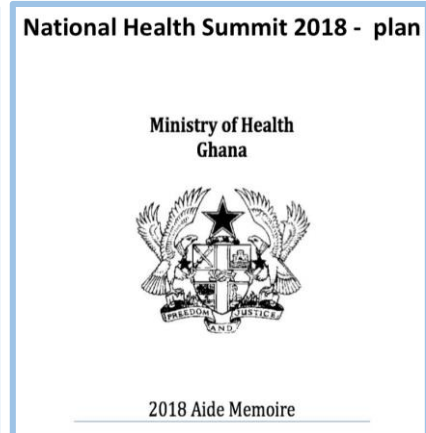 National Health Summit 2018 - plan
Ministry of Health
Ghana
FREEDOM JUSTICE
AND
2018 Aide Memoire